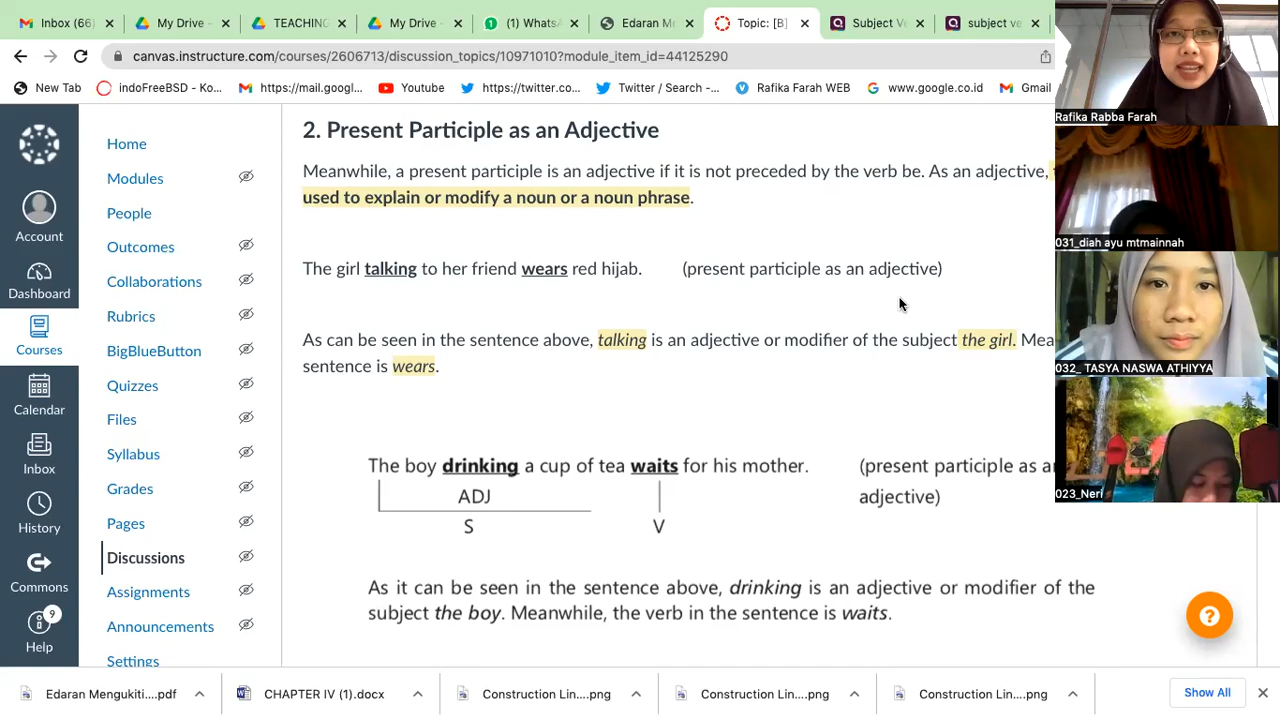 Inbox (66)
My Drive -
TEACHIN
My Drive -
(1) WhatsA
Edaran Me
Topic: [B]
Subject Ve
subject ve
canvas.instructure.com/courses/2606713/discussion_topics/10971010?module_item_id=44125290
New Tab
indoFreeBSD - Ko...
https://mail.goog...
Youtube
https://twitter.co...
Twitter / Search -...
Rafika Farah WEB
www.google.co.id
Gmail
Rafika Rabba Farah
031_diah ayu mtmainnah
032_ TASYA NASWA ATHIYYA
023_Neri
Account
Dashboard
Courses
Calendar
Inbox
History
Commons
9
Help
Home
Modules
People
Outcomes
Collaborations
Rubrics
BigBlueButton
Quizzes
Files
Syllabus
Grades
Pages
Discussions
Assignments
Announcements
Settings
2. Present Participle as an Adjective
Meanwhile, a present participle is an adjective if it is not preceded by the verb be. As an adjective,
used to explain or modify a noun or a noun phrase.
The girl talking to her friend wears red hijab. (present participle as an adjective)
As can be seen in the sentence above, talking is an adjective or modifier of the subject the girl. Mea
sentence is wears.
The boy drinking a cup of tea waits for his mother. (present participle as an
adjective)
ADJ
S V
As it can be seen in the sentence above, drinking is an adjective or modifier of the
subject the boy. Meanwhile, the verb in the sentence is waits.
Edaran Mengukiti....pdf
CHAPTER IV (1).docx
Construction Lin....png
Construction Lin....png
Construction Lin....png
Show All